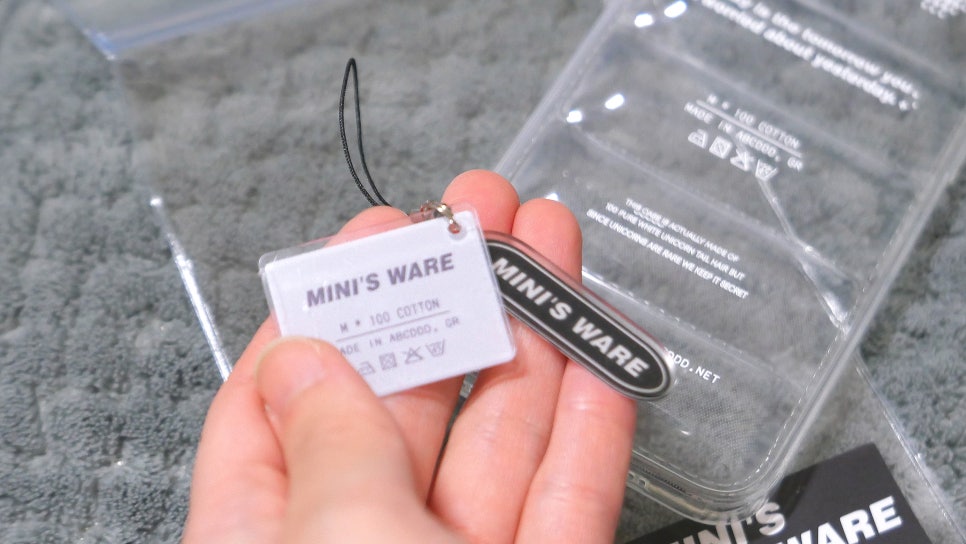 MINI'S WARE
M * 100 COTTON
MADE IN ABCDDD, GR
MINI'S WARE
in the tomorrow you
worried about yesterday.
M * 100 COTTON
MADE IN ABCDDD, GR
THIS CASE IS ACTUALLY MADE OF
100 PURE WHITE UNICORN TAIL HAIR BUT
SINCE UNICORNS ARE RARE WE KEEP IT SECRET
DDD.NET
MINI'S
WARE